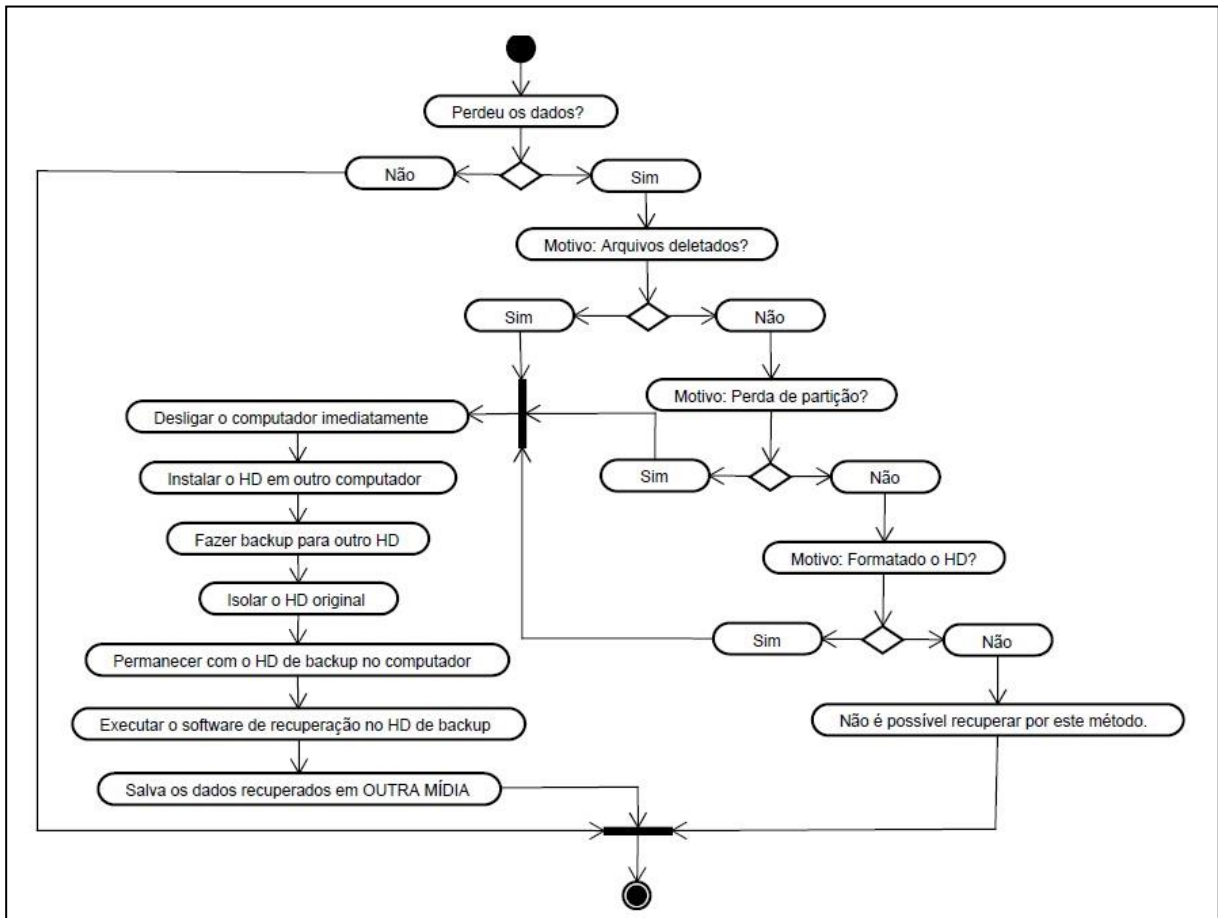 Perdeu os dados?
Não
Sim
Motivo: Arquivos deletados?
Sim
Não
Motivo: Perda de partição?
Desligar o computador imediatamente
Sim
Não
Instalar o HD em outro computador
Fazer backup para outro HD
Motivo: Formatado o HD?
Isolar o HD original
Sim
Não
Permanecer com o HD de backup no computador
Executar o software de recuperação no HD de backup
Não é possível recuperar por este método.
Salva os dados recuperados em OUTRA MÍDIA